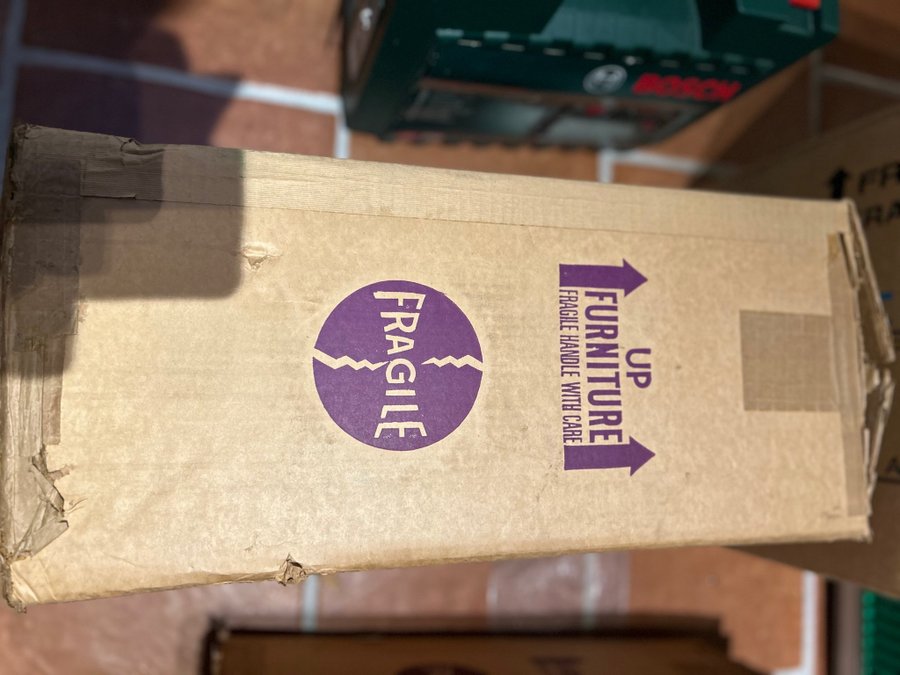 BOSCH
FRAGILE
UP
FURNITURE
FRAGILE HANDLE WITH CARE